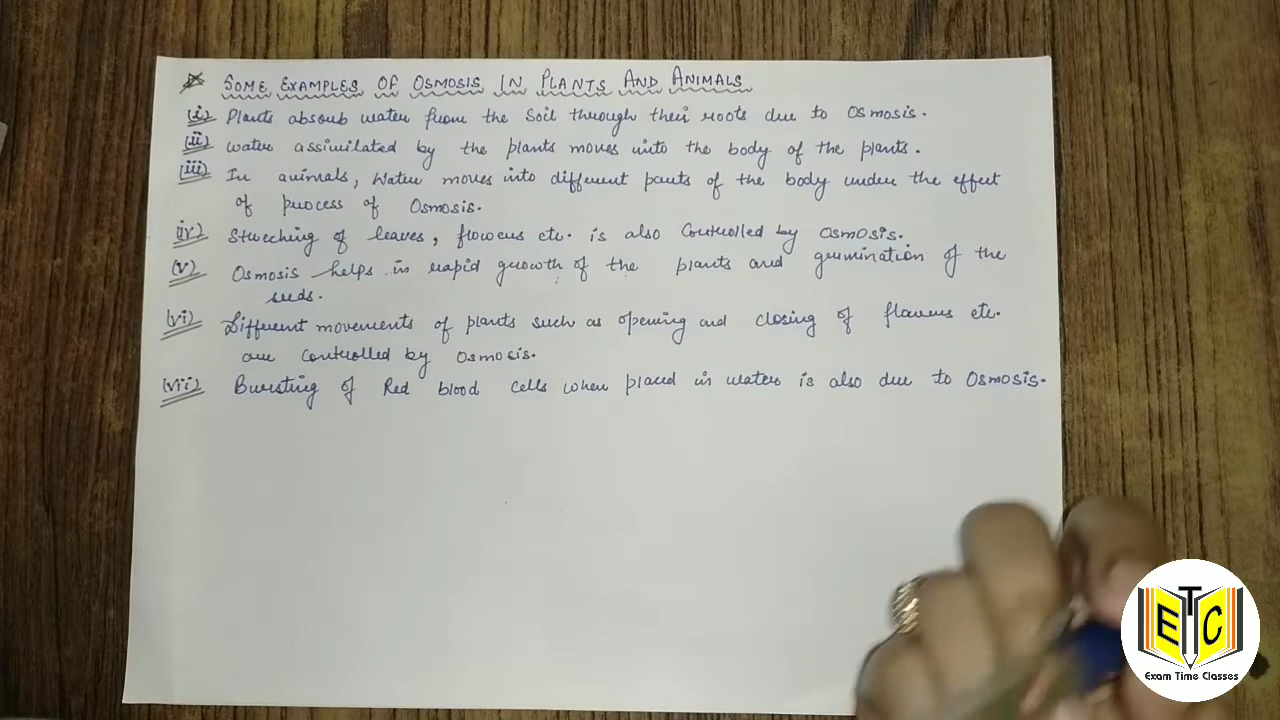 SOME EXAMPLES OF OSMOSIS IN PLANTS AND ANIMALS
(i) Plants absorb water from the Soil through their roots due to Osmosis.
(ii) water assimilated by the plants moves into the body of the plants.
(iii) In animals, Water moves into different parts of the body under the effect
of process of Osmosis.
(iv) Streching of leaves, flowers etc. is also Controlled by Osmosis.
(v) Osmosis helps in rapid growth of the plants and germination of the
seeds.
(vi) Different movements of plants such as opening and closing of flowers etc.
are controlled by Osmosis.
(vii) Bursting of Red blood cells when placed in water is also due to Osmosis.
ETC
Exam Time Classes